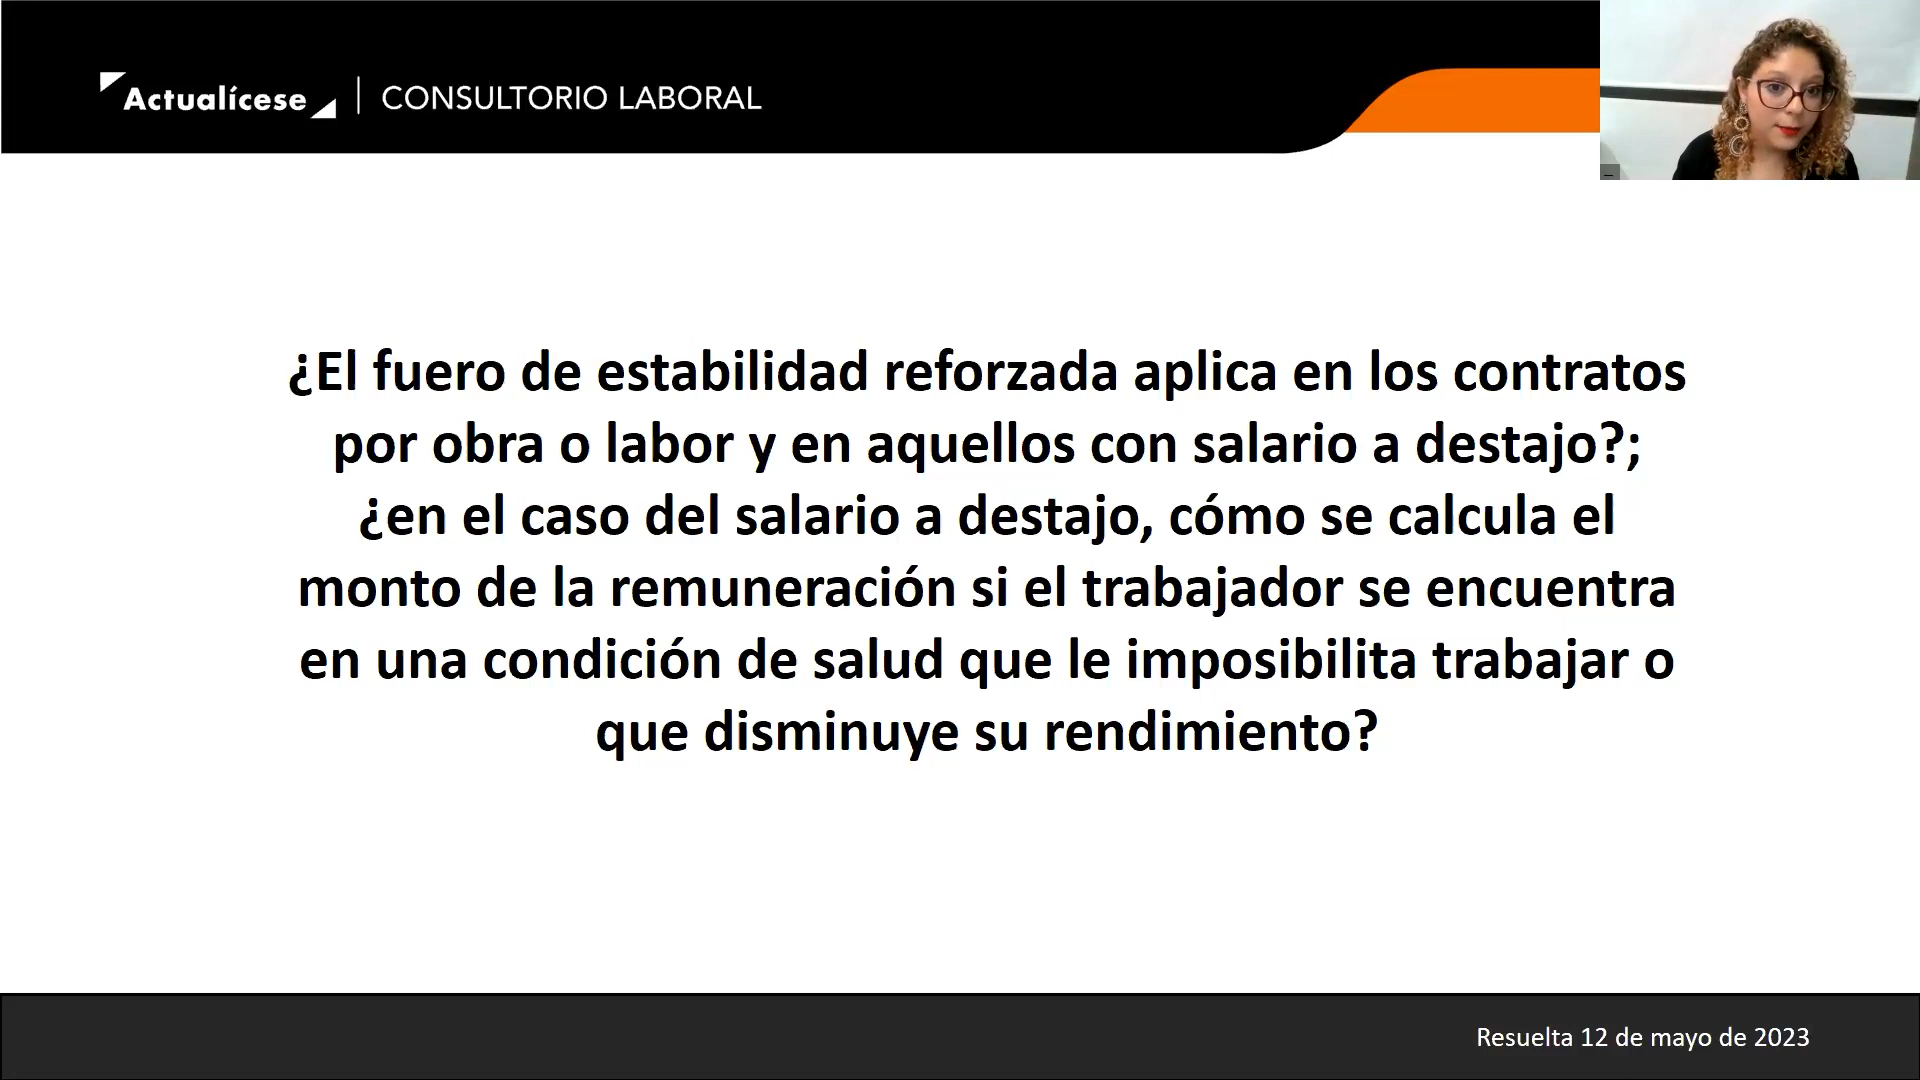 Actualícese | CONSULTORIO LABORAL
¿El fuero de estabilidad reforzada aplica en los contratos
por obra o labor y en aquellos con salario a destajo?;
¿en el caso del salario a destajo, cómo se calcula el
monto de la remuneración si el trabajador se encuentra
en una condición de salud que le imposibilita trabajar o
que disminuye su rendimiento?
Resuelta 12 de mayo de 2023